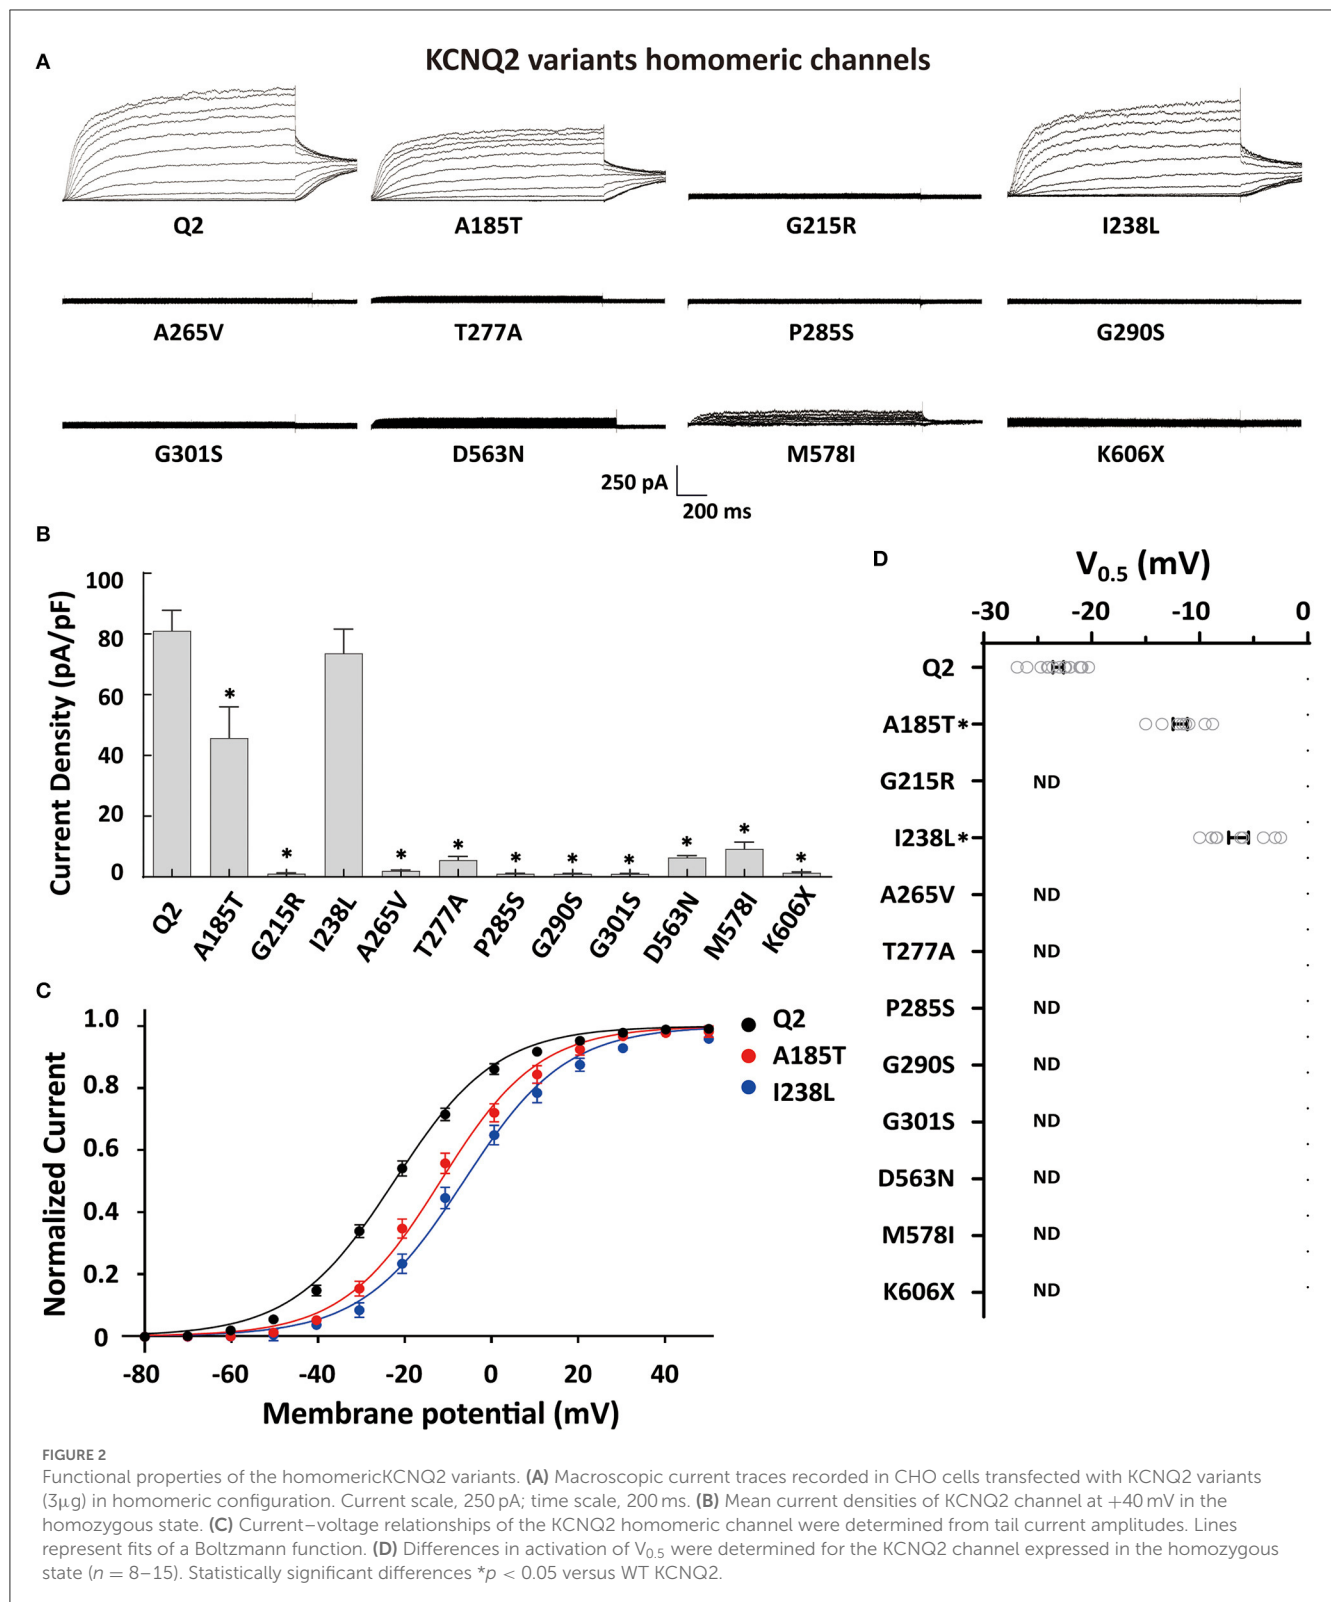 A
KCNQ2 variants homomeric channels
Q2
A185T
G215R
I238L
A265V
T277A
P285S
G290S
G301S
D563N
M578I
K606X
250 pA
200 ms
B
Current Density (pA/pF)
100
80
60
40
20
0
*
*
*
*
*
*
*
*
*
*
Q2
A185T
G215R
I238L
A265V
T277A
P285S
G290S
G301S
D563N
M578I
K606X
C
Normalized Current
1.0
0.8
0.6
0.4
0.2
0
-80
-60
-40
-20
0
20
40
Membrane potential (mV)
Q2
A185T
I238L
D
V0.5 (mV)
-30
-20
-10
0
Q2
A185T*
G215R ND
I238L*
A265V ND
T277A ND
P285S ND
G290S ND
G301S ND
D563N ND
M578I ND
K606X ND
FIGURE 2
Functional properties of the homomericKCNQ2 variants. (A) Macroscopic current traces recorded in CHO cells transfected with KCNQ2 variants
(3μg) in homomeric configuration. Current scale, 250 pA; time scale, 200 ms. (B) Mean current densities of KCNQ2 channel at +40 mV in the
homozygous state. (C) Current–voltage relationships of the KCNQ2 homomeric channel were determined from tail current amplitudes. Lines
represent fits of a Boltzmann function. (D) Differences in activation of V0.5 were determined for the KCNQ2 channel expressed in the homozygous
state (n = 8–15). Statistically significant differences *p < 0.05 versus WT KCNQ2.